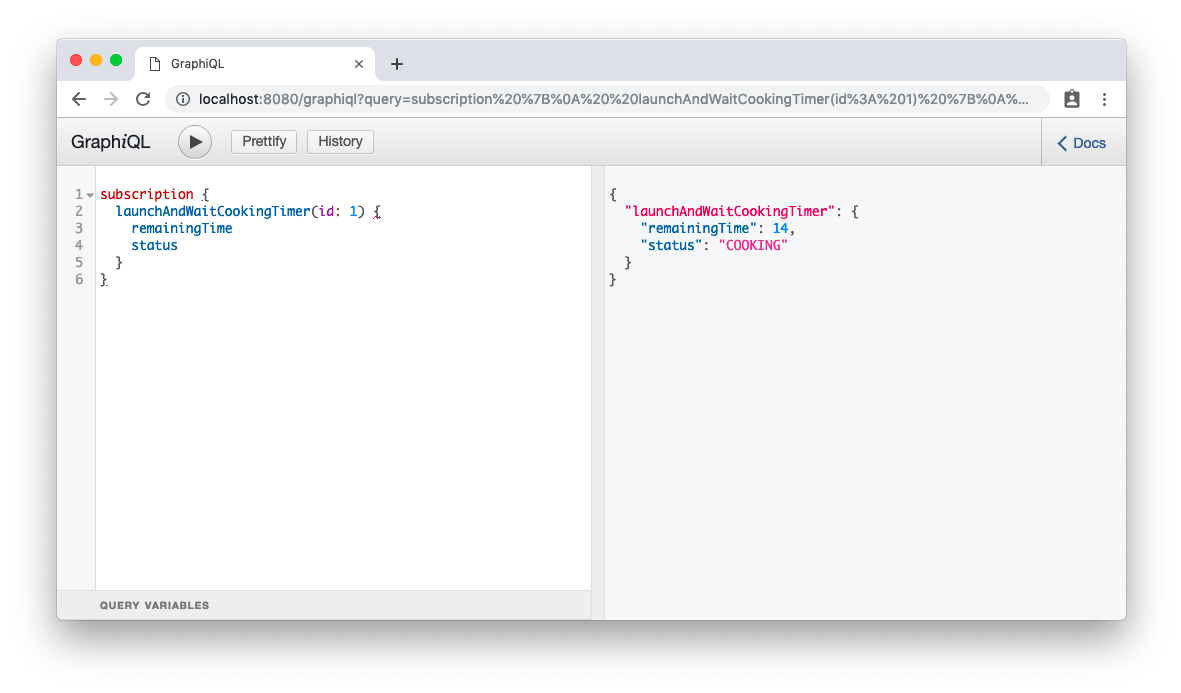 GraphiQL
localhost:8080/graphiql?query=subscription%20%7B%0A%20%20launchAndWaitCookingTimer(id%3A%201)%20%7B%0A%...
GraphiQL
Prettify
History
Docs
1 subscription {
2   launchAndWaitCookingTimer(id: 1) {
3     remainingTime
4     status
5   }
6 }
{
  "launchAndWaitCookingTimer": {
    "remainingTime": 14,
    "status": "COOKING"
  }
}
QUERY VARIABLES